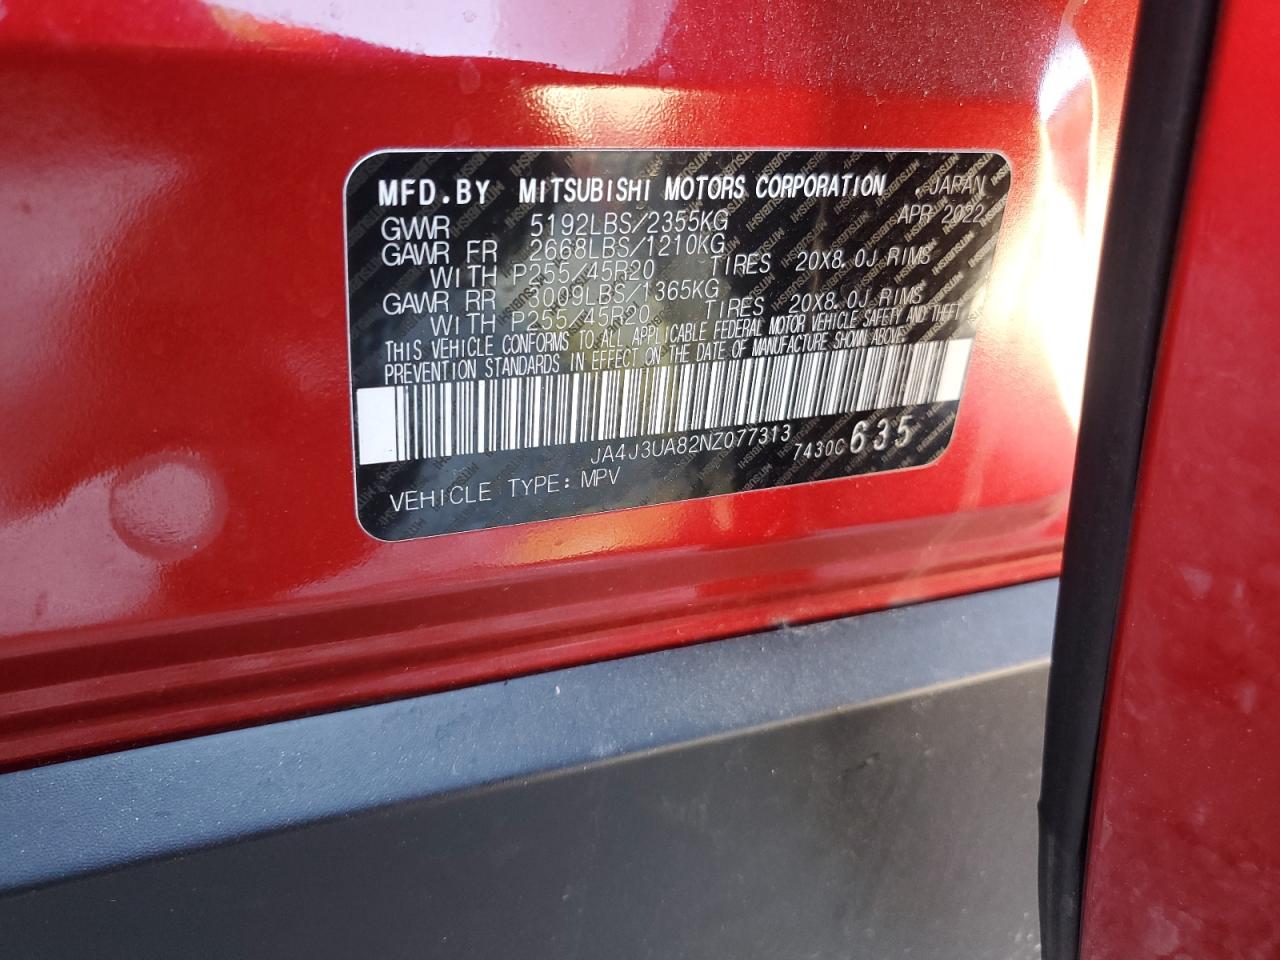 MFD.BY MITSUBISHI MOTORS CORPORATION JAPAN
GVWR 5192LBS/2355KG APR 2022
GAWR FR 2668LBS/1210KG
WITH P255/45R20 TIRES 20X8.0J RIMS
GAWR RR 3009LBS/1365KG
WITH P255/45R20 TIRES 20X8.0J RIMS
THIS VEHICLE CONFORMS TO ALL APPLICABLE FEDERAL MOTOR VEHICLE SAFETY AND THEFT
PREVENTION STANDARDS IN EFFECT ON THE DATE OF MANUFACTURE SHOWN ABOVE.
JA4J3UA82NZ077313 7430C 635
VEHICLE TYPE: MPV